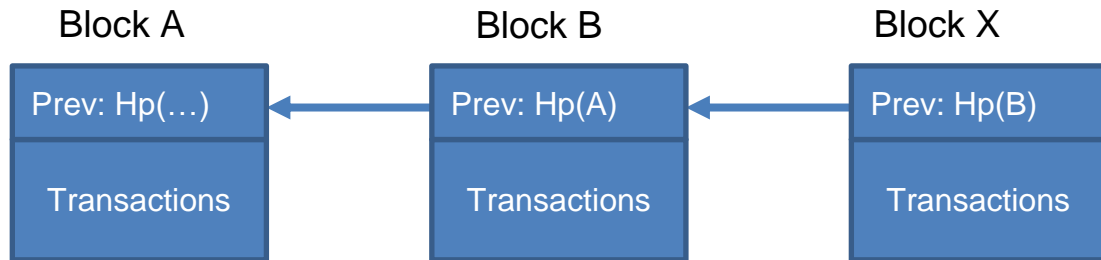 Block A
Block B
Block X
Prev: Hp(…)
Prev: Hp(A)
Prev: Hp(B)
Transactions
Transactions
Transactions